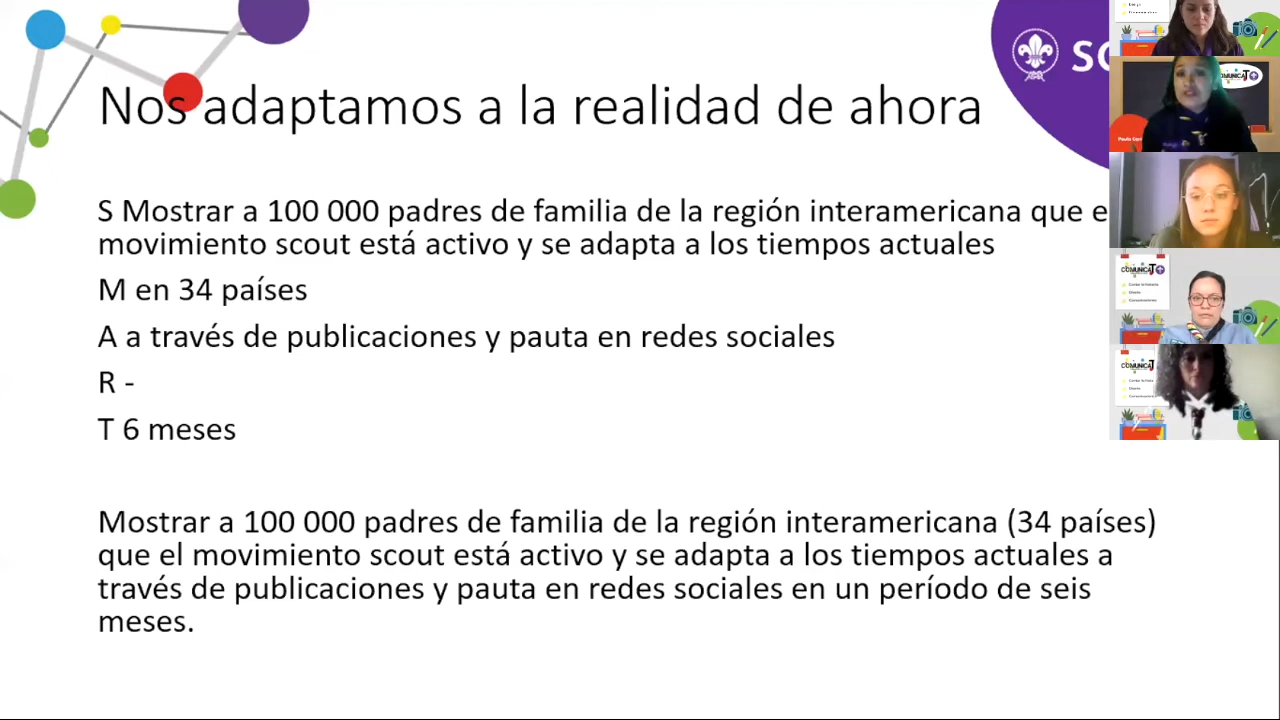 Nos adaptamos a la realidad de ahora
S Mostrar a 100 000 padres de familia de la región interamericana que e
movimiento scout está activo y se adapta a los tiempos actuales
M en 34 países
A a través de publicaciones y pauta en redes sociales
R -
T 6 meses
Mostrar a 100 000 padres de familia de la región interamericana (34 países)
que el movimiento scout está activo y se adapta a los tiempos actuales a
través de publicaciones y pauta en redes sociales en un período de seis
meses.
SC